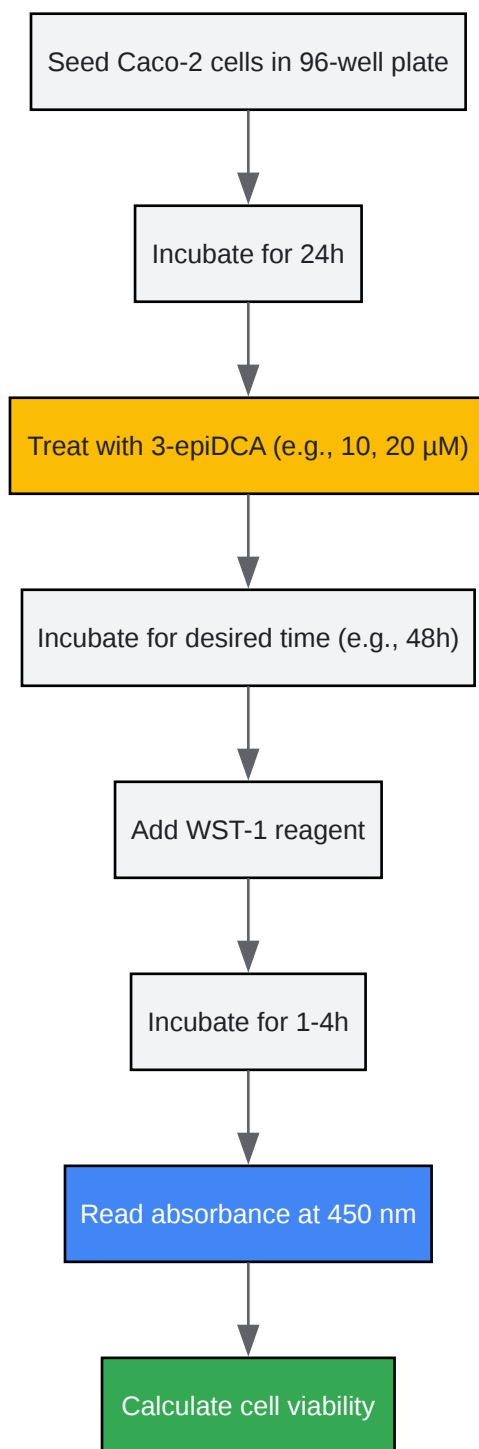 Seed Caco-2 cells in 96-well plate
Incubate for 24h
Treat with 3-epiDCA (e.g., 10, 20 µM)
Incubate for desired time (e.g., 48h)
Add WST-1 reagent
Incubate for 1-4h
Read absorbance at 450 nm
Calculate cell viability